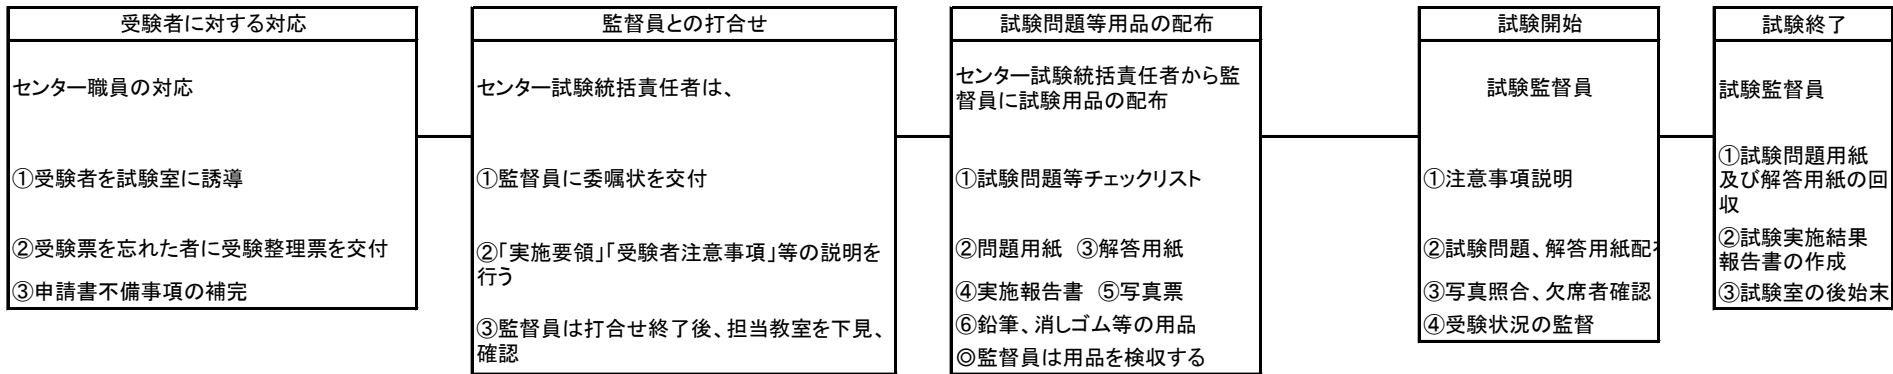 受験者に対する対応
センター職員の対応
①受験者を試験室に誘導
②受験票を忘れた者に受験整理票を交付
③申請書不備事項の補完
監督員との打合せ
センター試験統括責任者は、
①監督員に委嘱状を交付
②「実施要領」「受験者注意事項」等の説明を
行う
③監督員は打合せ終了後、担当教室を下見、
確認
試験問題等用品の配布
センター試験統括責任者から監
督員に試験用品の配布
①試験問題等チェックリスト
②問題用紙 ③解答用紙
④実施報告書 ⑤写真票
⑥鉛筆、消しゴム等の用品
◎監督員は用品を検収する
試験開始
試験監督員
①注意事項説明
②試験問題、解答用紙配
③写真照合、欠席者確認
④受験状況の監督
試験終了
試験監督員
①試験問題用紙
及び解答用紙の回
収
②試験実施結果
報告書の作成
③試験室の後始末